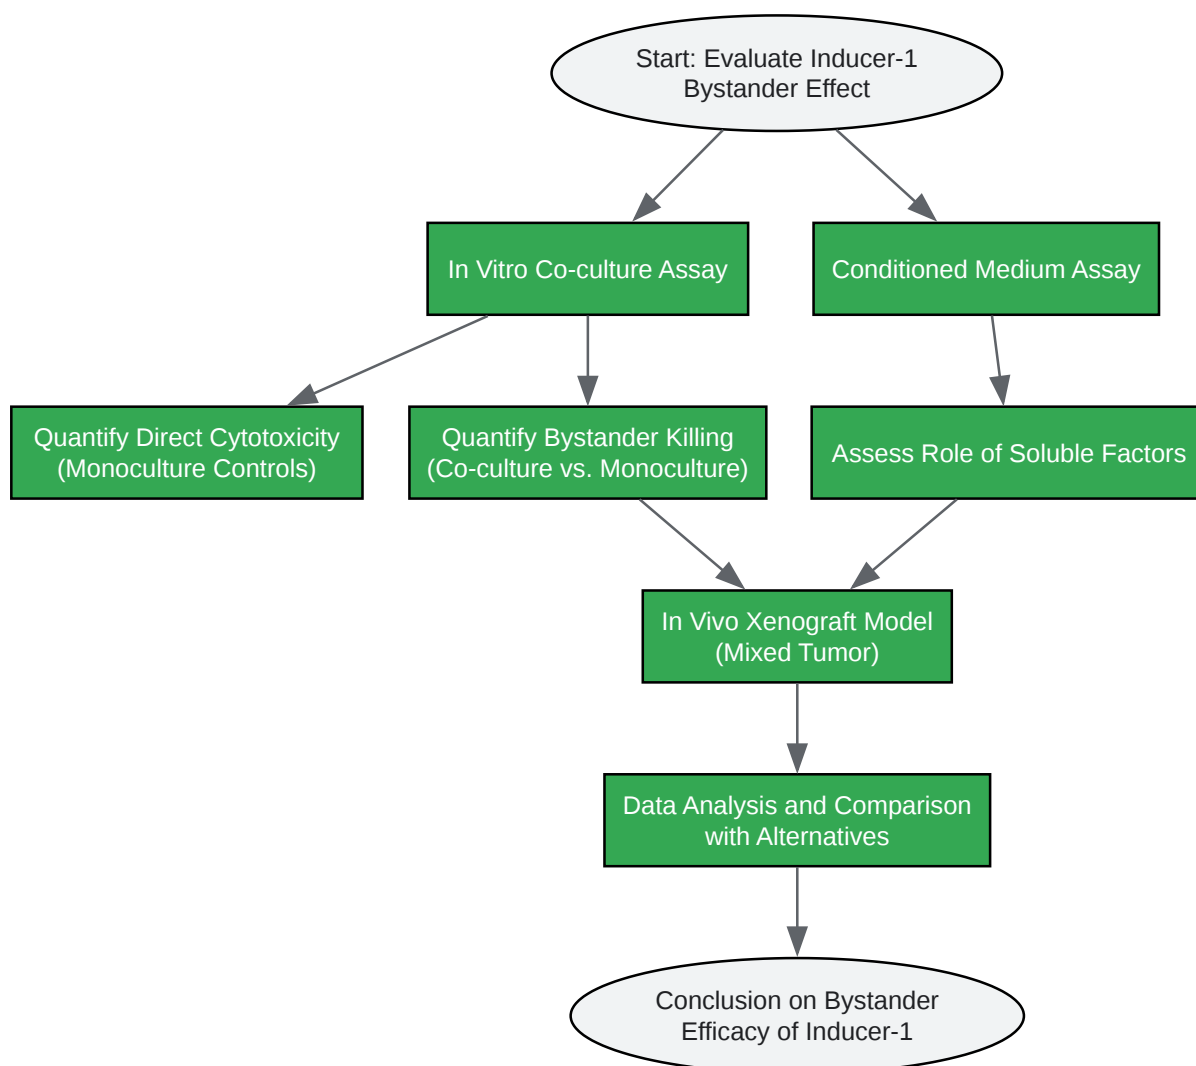 Start: Evaluate Inducer-1
Bystander Effect
In Vitro Co-culture Assay
Conditioned Medium Assay
Quantify Direct Cytotoxicity
(Monoculture Controls)
Quantify Bystander Killing
(Co-culture vs. Monoculture)
Assess Role of Soluble Factors
In Vivo Xenograft Model
(Mixed Tumor)
Data Analysis and Comparison
with Alternatives
Conclusion on Bystander
Efficacy of Inducer-1